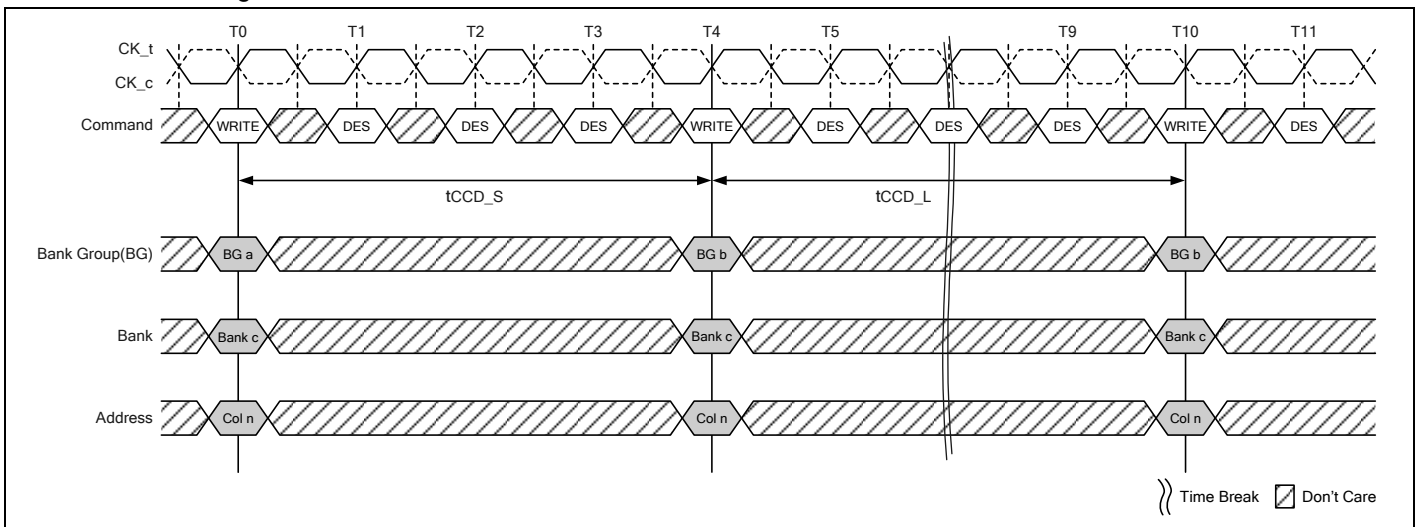 T0 T1 T2 T3 T4 T5 T9 T10 T11
CK_t
CK_c
Command WRITE DES DES DES WRITE DES DES DES WRITE DES
tCCD_S tCCD_L
Bank Group(BG) BG a BG b BG b
Bank Bank c Bank c Bank c
Address Col n Col n Col n
Time Break Don't Care